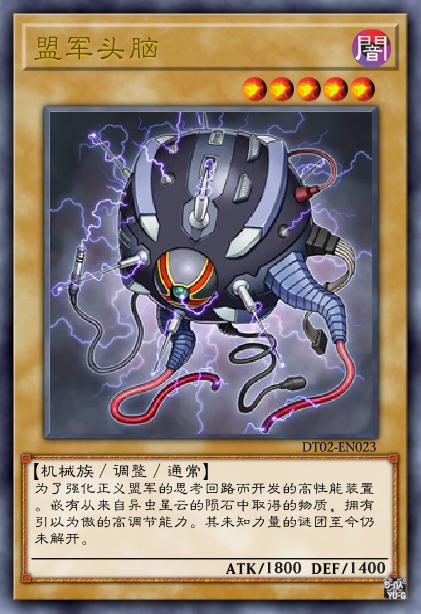 盟军头脑
闇
DT02-EN023
【机械族/调整/通常】
为了强化正义盟军的思考回路而开发的高性能装置
。嵌有从来自异虫星云的陨石中取得的物质，拥有
引以为傲的高调节能力。其未知力量的谜团至今仍
未解开。
ATK/1800 DEF/1400